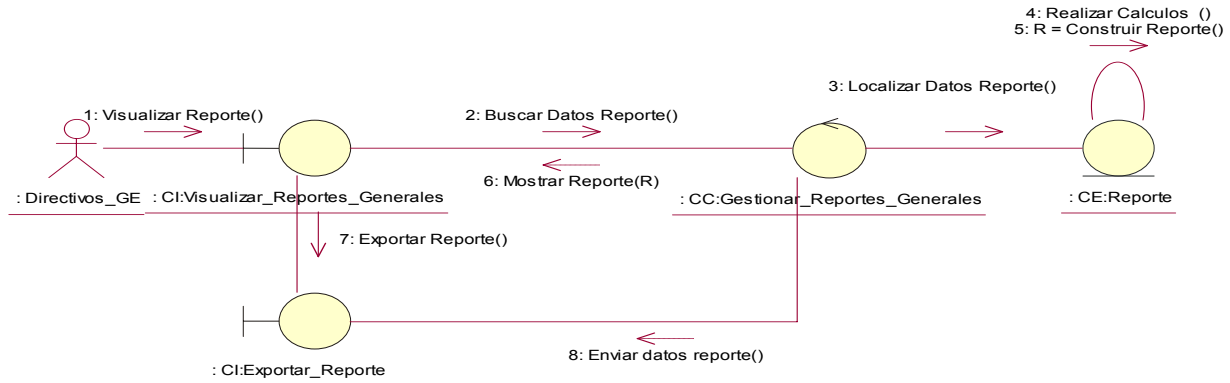 4: Realizar Calculos ()
5: R = Construir Reporte()
3: Localizar Datos Reporte()
1: Visualizar Reporte()
2: Buscar Datos Reporte()
6: Mostrar Reporte(R)
: Directivos_GE
: CI:Visualizar_Reportes_Generales
: CC:Gestionar_Reportes_Generales
: CE:Reporte
7: Exportar Reporte()
8: Enviar datos reporte()
: CI:Exportar_Reporte